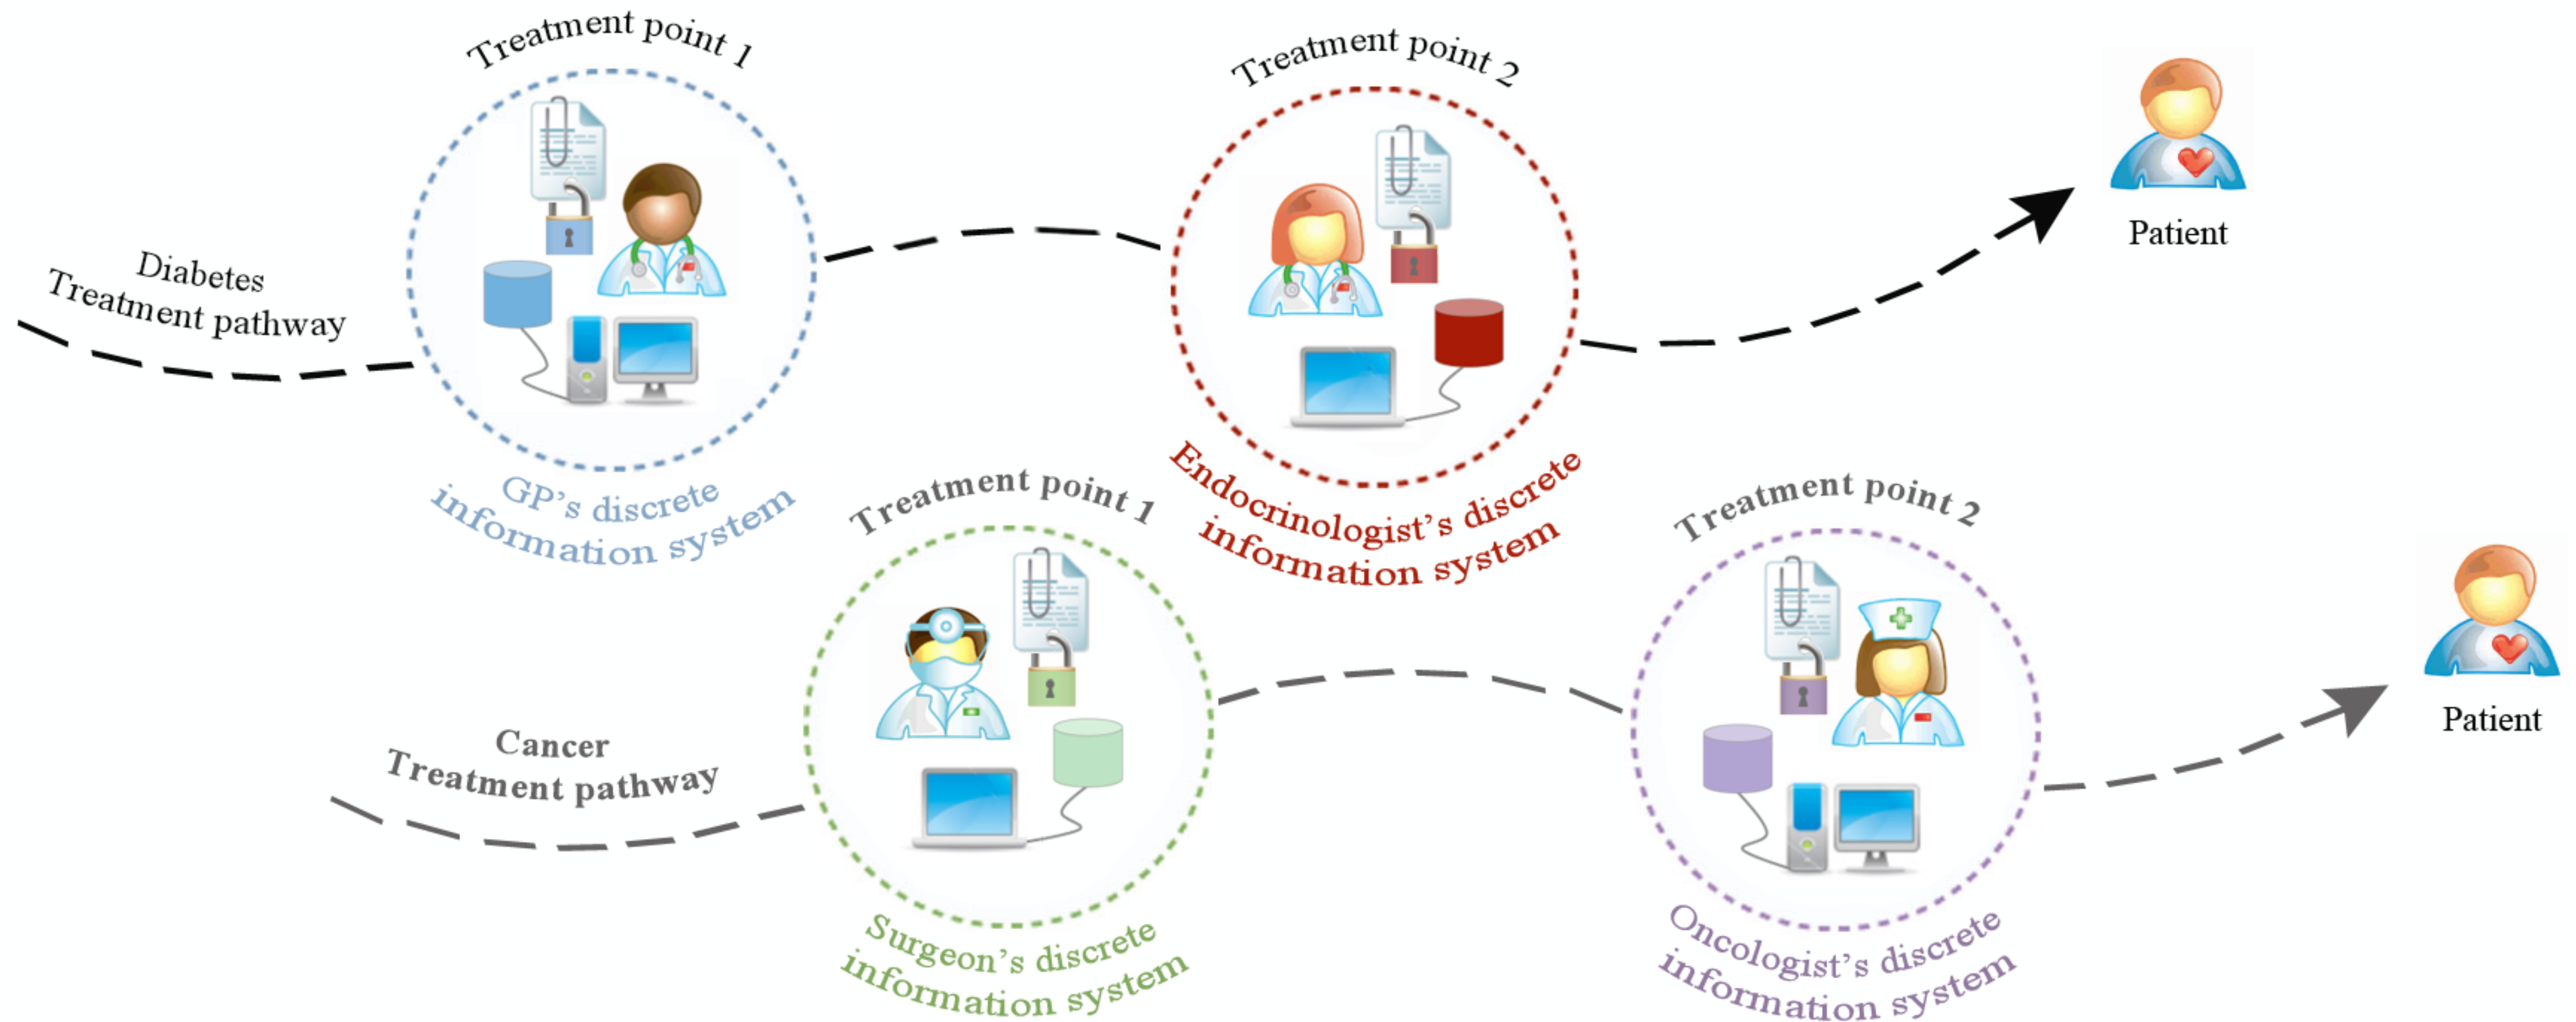 Treatment point 1
Treatment point 2
Diabetes
Treatment pathway
Patient
GP's discrete
information system
Endocrinologist's discrete
information system
Treatment point 1
Treatment point 2
Cancer
Treatment pathway
Patient
Surgeon's discrete
information system
Oncologist's discrete
information system